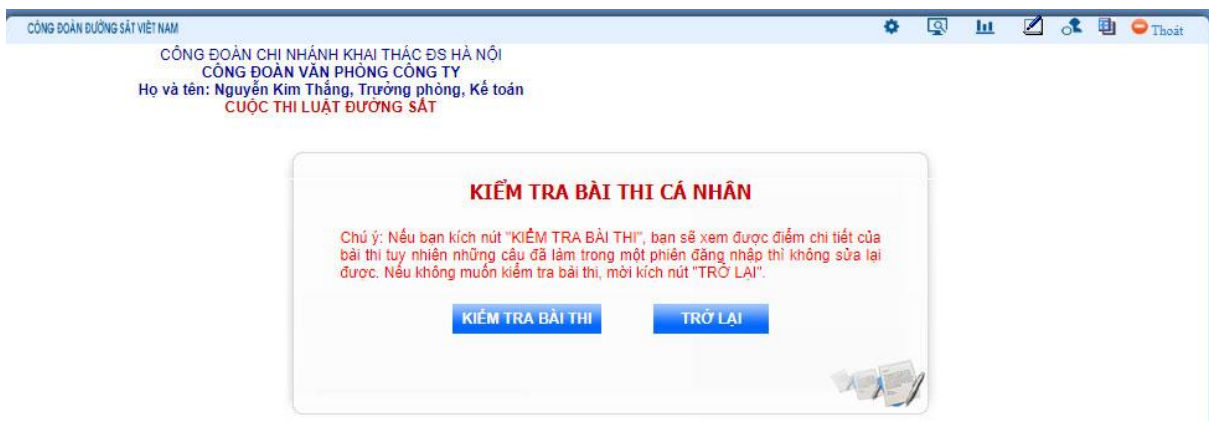 CÔNG ĐOÀN ĐƯỜNG SẮT VIỆT NAM
Thoát
CÔNG ĐOÀN CHI NHÁNH KHAI THÁC ĐS HÀ NỘI
CÔNG ĐOÀN VĂN PHÒNG CÔNG TY
Họ và tên: Nguyễn Kim Thắng, Trưởng phòng, Kế toán
CUỘC THI LUẬT ĐƯỜNG SẮT
KIỂM TRA BÀI THI CÁ NHÂN
Chú ý: Nếu bạn kích nút "KIỂM TRA BÀI THI", bạn sẽ xem được điểm chi tiết của
bài thi tuy nhiên những câu đã làm trong một phiên đăng nhập thì không sửa lại
được. Nếu không muốn kiểm tra bài thi, mời kích nút "TRỞ LẠI".
KIỂM TRA BÀI THI
TRỞ LẠI